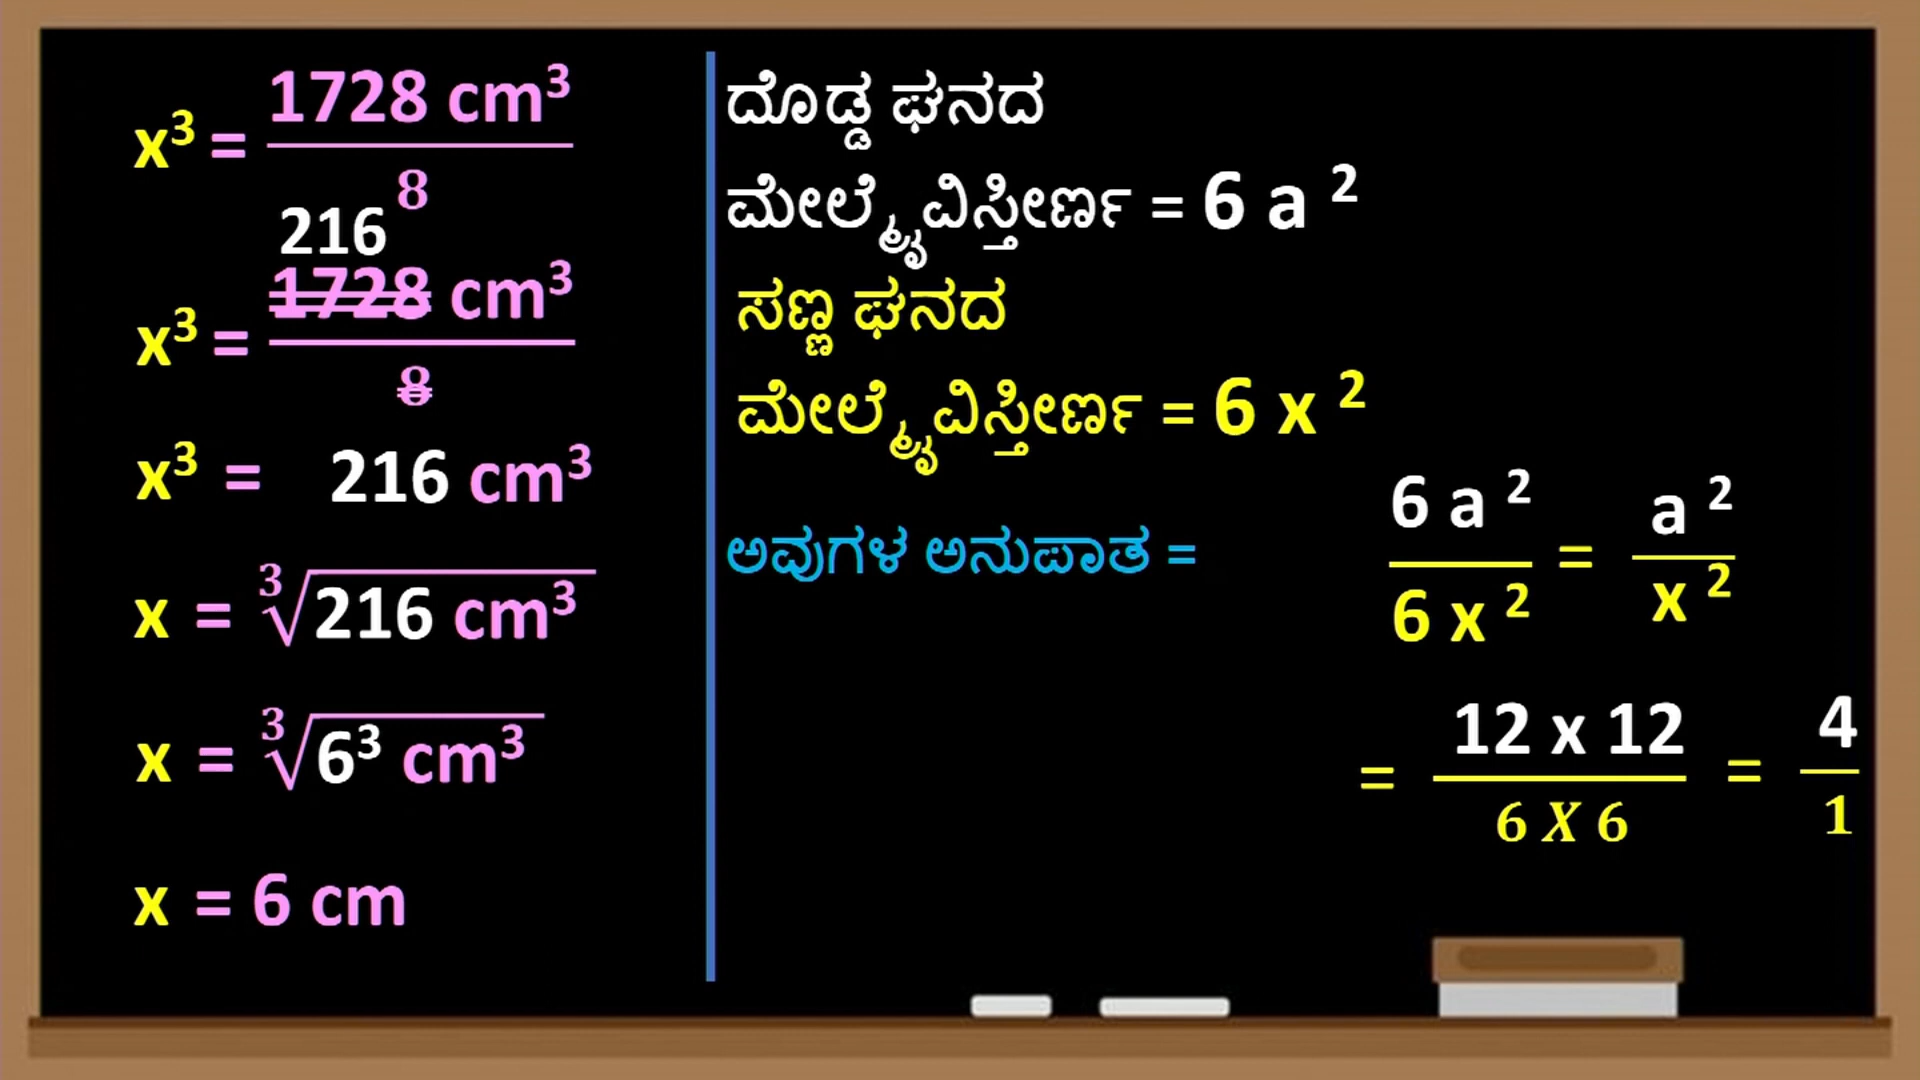 x³ = 1728 cm³ / 8
216
x³ = 1728 cm³ / 8
x³ = 216 cm³
x = ∛216 cm³
x = ∛6³ cm³
x = 6 cm
ದೊಡ್ಡ ಘನದ
ಮೇಲ್ಮೈವಿಸ್ತೀರ್ಣ = 6 a ²
ಸಣ್ಣ ಘನದ
ಮೇಲ್ಮೈವಿಸ್ತೀರ್ಣ = 6 x ²
ಅವುಗಳ ಅನುಪಾತ = 6 a ² / 6 x ² = a ² / x ²
= 12 x 12 / 6 X 6 = 4 / 1